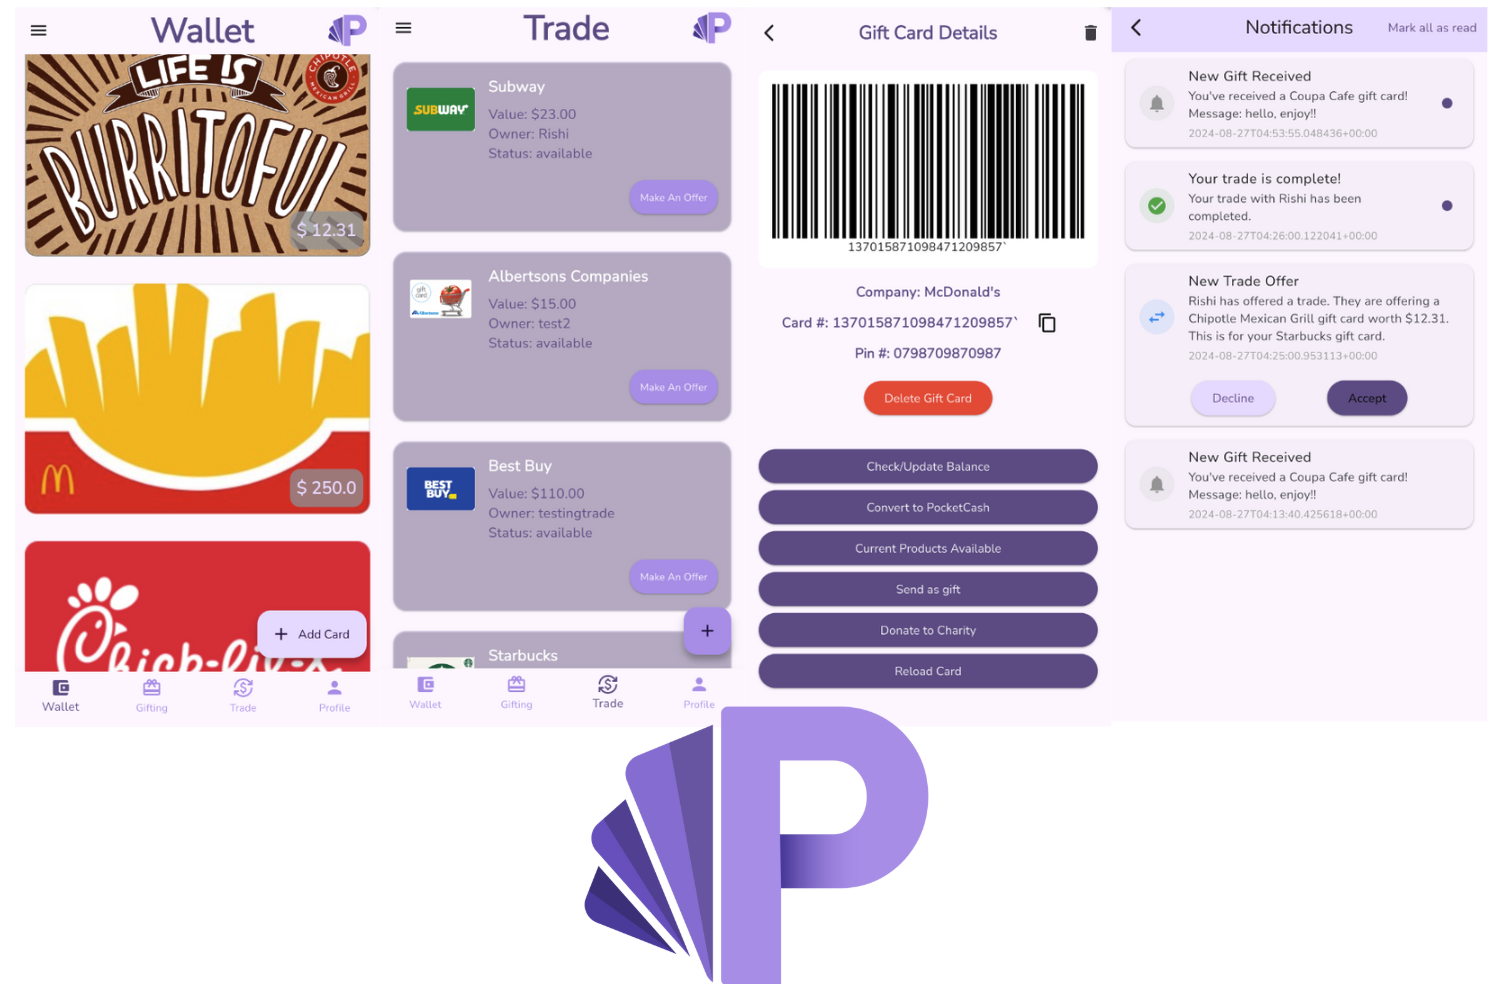 Wallet
LIFE IS
CHIPOTLE
MEXICAN GRILL
BURRITOFUL
$ 12.31
$ 250.0
Chick-fil-A
+ Add Card
Wallet
Gifting
Trade
Profile
Trade
SUBWAY
Subway
Value: $23.00
Owner: Rishi
Status: available
Make An Offer
gift
card
Albertsons Companies
Value: $15.00
Owner: test2
Status: available
Make An Offer
BEST
BUY
Best Buy
Value: $110.00
Owner: testingtrade
Status: available
Make An Offer
+
Starbucks
Wallet
Gifting
Trade
Profile
Gift Card Details
137015871098471209857`
Company: McDonald's
Card #: 137015871098471209857`
Pin #: 0798709870987
Delete Gift Card
Check/Update Balance
Convert to PocketCash
Current Products Available
Send as gift
Donate to Charity
Reload Card
Notifications
Mark all as read
New Gift Received
You've received a Coupa Cafe gift card!
Message: hello, enjoy!!
2024-08-27T04:53:55.048436+00:00
Your trade is complete!
Your trade with Rishi has been
completed.
2024-08-27T04:26:00.122041+00:00
New Trade Offer
Rishi has offered a trade. They are offering a
Chipotle Mexican Grill gift card worth $12.31.
This is for your Starbucks gift card.
2024-08-27T04:25:00.953113+00:00
Decline
Accept
New Gift Received
You've received a Coupa Cafe gift card!
Message: hello, enjoy!!
2024-08-27T04:13:40.425618+00:00
P